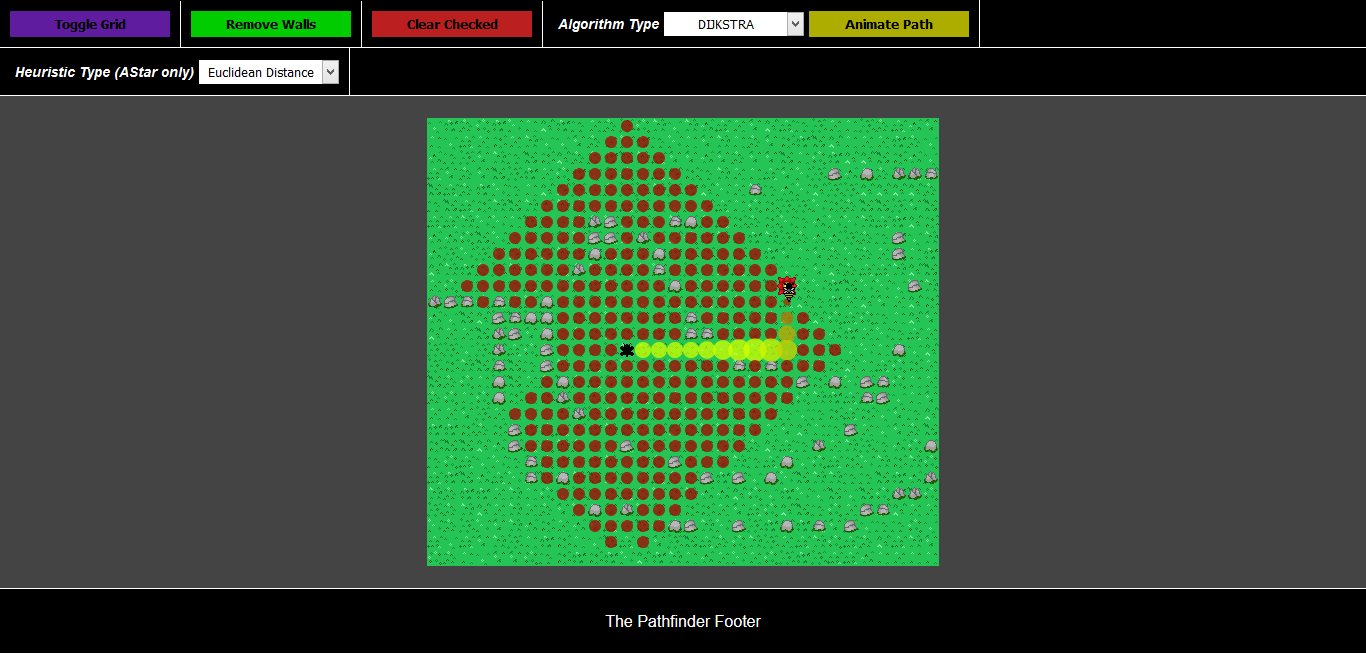 Toggle Grid Remove Walls Clear Checked Algorithm Type DIJKSTRA Animate Path
Heuristic Type (AStar only) Euclidean Distance
The Pathfinder Footer